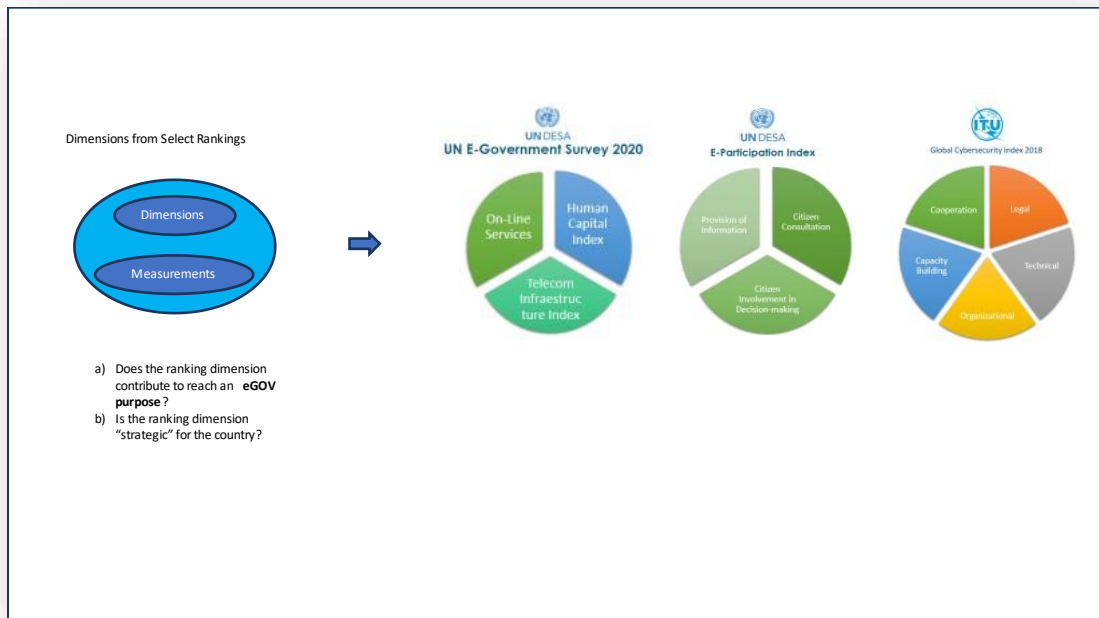 Dimensions from Select Rankings
Dimensions
Measurements
a) Does the ranking dimension
contribute to reach an eGOV
purpose?
b) Is the ranking dimension
“strategic” for the country?
UN DESA
UN E-Government Survey 2020
On-Line
Services
Human
Capital
Index
Telecom
Infraestruc
ture Index
UN DESA
E-Participation Index
Provision of
Information
Citizen
Consultation
Citizen
Involvement in
Decision-making
ITU
Global Cybersecurity Index 2018
Cooperation
Legal
Capacity
Building
Technical
Organizational